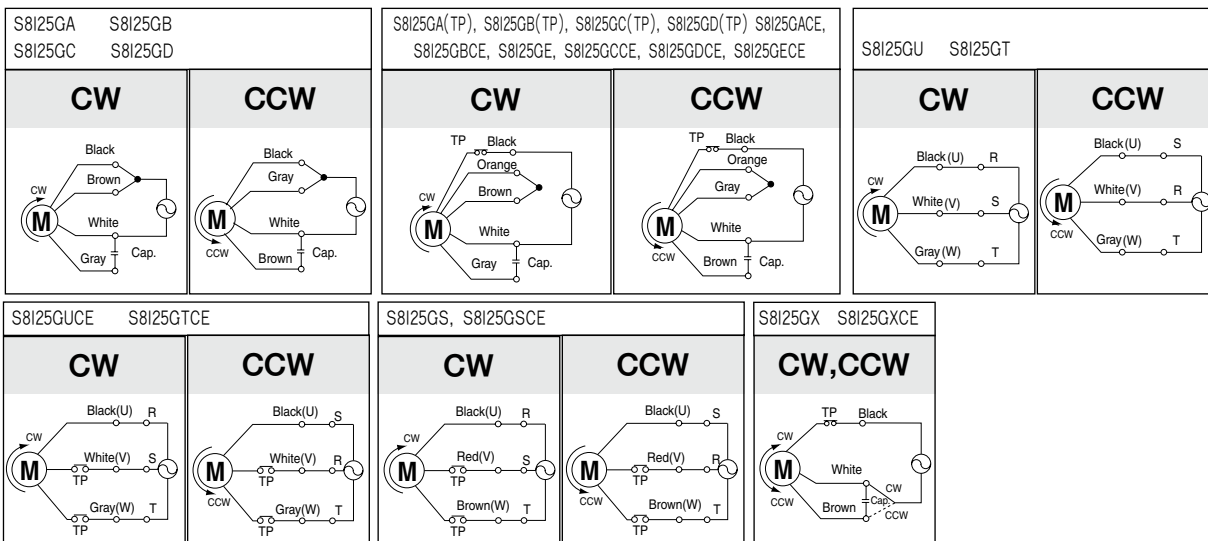 S8I25GA S8I25GB
S8I25GC S8I25GD
CW CCW
Black
Brown
CW
M
White
Gray
Cap.
Black
Gray
M
White
CCW
Brown
Cap.
S8I25GA(TP), S8I25GB(TP), S8I25GC(TP), S8I25GD(TP) S8I25GACE,
S8I25GBCE, S8I25GE, S8I25GCCE, S8I25GDCE, S8I25GECE
CW CCW
TP Black
Orange
CW
Brown
M
White
Gray
Cap.
TP Black
Orange
Gray
M
White
CCW
Brown
Cap.
S8I25GU S8I25GT
CW CCW
Black(U) R
CW
White(V) S
M
Gray(W) T
Black(U) S
White(V) R
M
CCW
Gray(W) T
S8I25GUCE S8I25GTCE
CW CCW
Black(U) R
CW
White(V) S
M
TP
Gray(W) T
TP
Black(U) S
White(V) R
M
TP
CCW
Gray(W) T
TP
S8I25GS, S8I25GSCE
CW CCW
Black(U) R
CW
Red(V) S
M
TP
Brown(W) T
TP
Black(U) S
Red(V) R
M
TP
CCW
Brown(W) T
TP
S8I25GX S8I25GXCE
CW,CCW
TP Black
CW
White
M
CW
Cap.
CCW
Brown
CCW